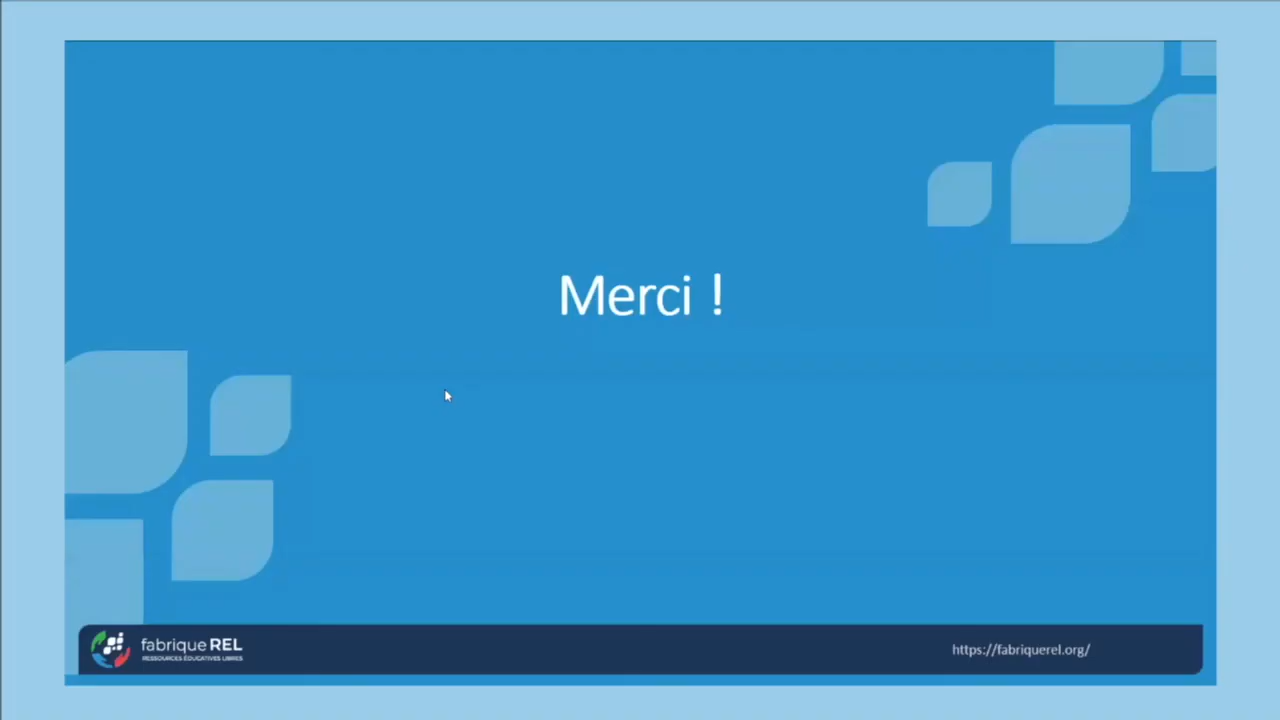 Merci !
fabrique REL
RESSOURCES ÉDUCATIVES LIBRES
https://fabriquerel.org/